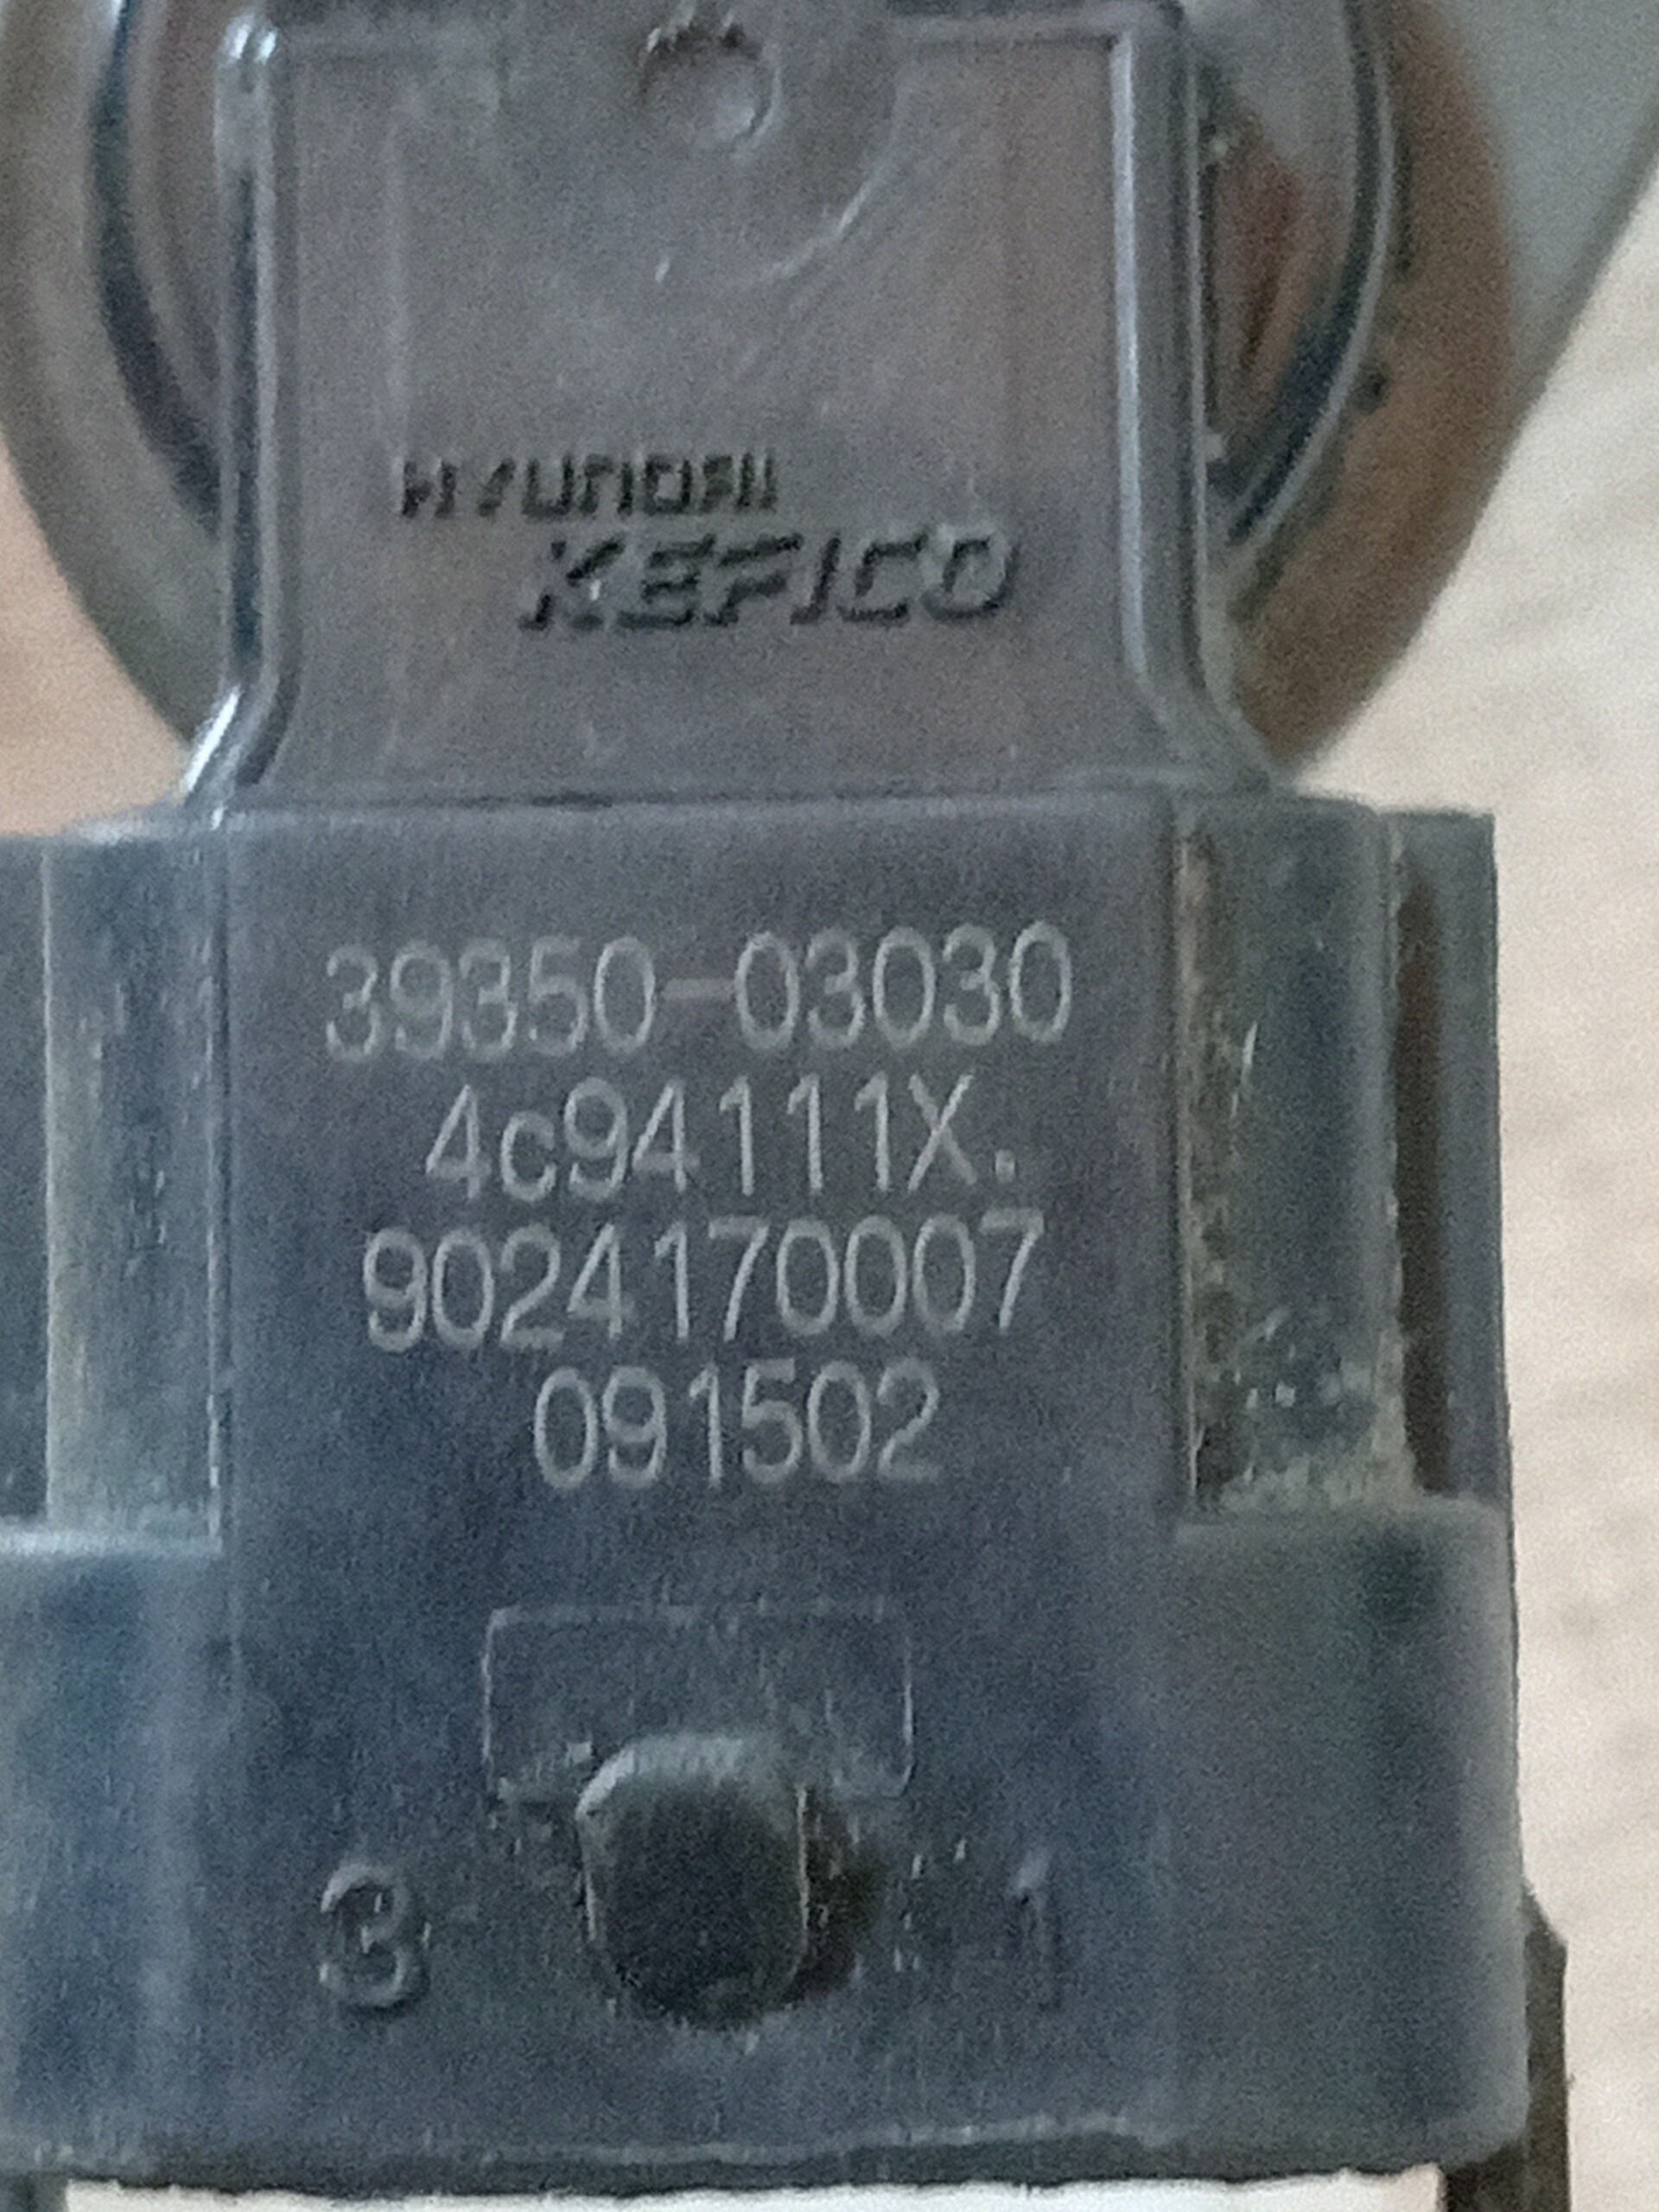 HYUNDAI
KEFICO
39350-03030
4c94111X.
9024170007
091502
3 1